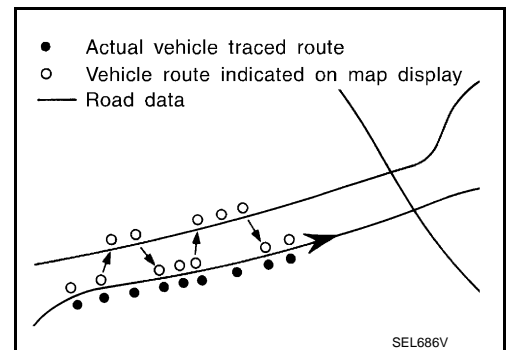 Actual vehicle traced route
Vehicle route indicated on map display
Road data
SEL686V